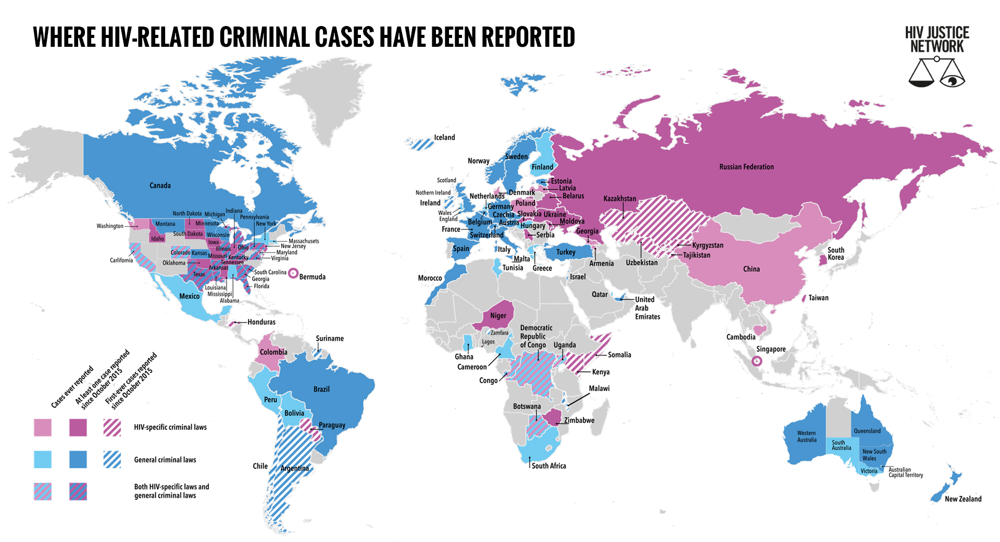 WHERE HIV-RELATED CRIMINAL CASES HAVE BEEN REPORTED
HIV JUSTICE
NETWORK
Iceland
Norway
Sweden
Finland
Russian Federation
Canada
Scotland
Nothern Ireland
Ireland
Wales
England
Netherlands
Denmark
Estonia
Latvia
Belarus
Poland
Germany
Czechia
Slovakia
Ukraine
Moldova
Belgium
Austria
Hungary
France
Switzerland
Serbia
Georgia
Spain
Italy
Malta
Tunisia
Greece
Turkey
Armenia
Kazakhstan
Kyrgyzstan
Tajikistan
Uzbekistan
China
South
Korea
Taiwan
Cambodia
Singapore
Morocco
Israel
Qatar
United
Arab
Emirates
Niger
Zamfara
Lagos
Ghana
Cameroon
Congo
Democratic
Republic
of Congo
Uganda
Somalia
Kenya
Malawi
Botswana
Zimbabwe
South Africa
Washington
Montana
North Dakota
Michigan
Indiana
Pennsylvania
New York
Minnesota
Idaho
South Dakota
Wisconsin
Iowa
Illinois
Ohio
Massachusets
New Jersey
Maryland
Virginia
Carlifornia
Colorado
Kansas
Missouri
Kentucky
Tennessee
Oklahoma
Arkansas
Texas
South Carolina
Georgia
Florida
Louisiana
Mississippi
Alabama
Bermuda
Mexico
Honduras
Suriname
Colombia
Brazil
Peru
Bolivia
Paraguay
Chile
Argentina
Western
Australia
Queensland
South
Australia
New South
Wales
Victoria
Australian
Capital Territory
New Zealand
Cases ever reported
At least one case reported
since October 2015
First-ever cases reported
since October 2015
HIV-specific criminal laws
General criminal laws
Both HIV-specific laws and
general criminal laws